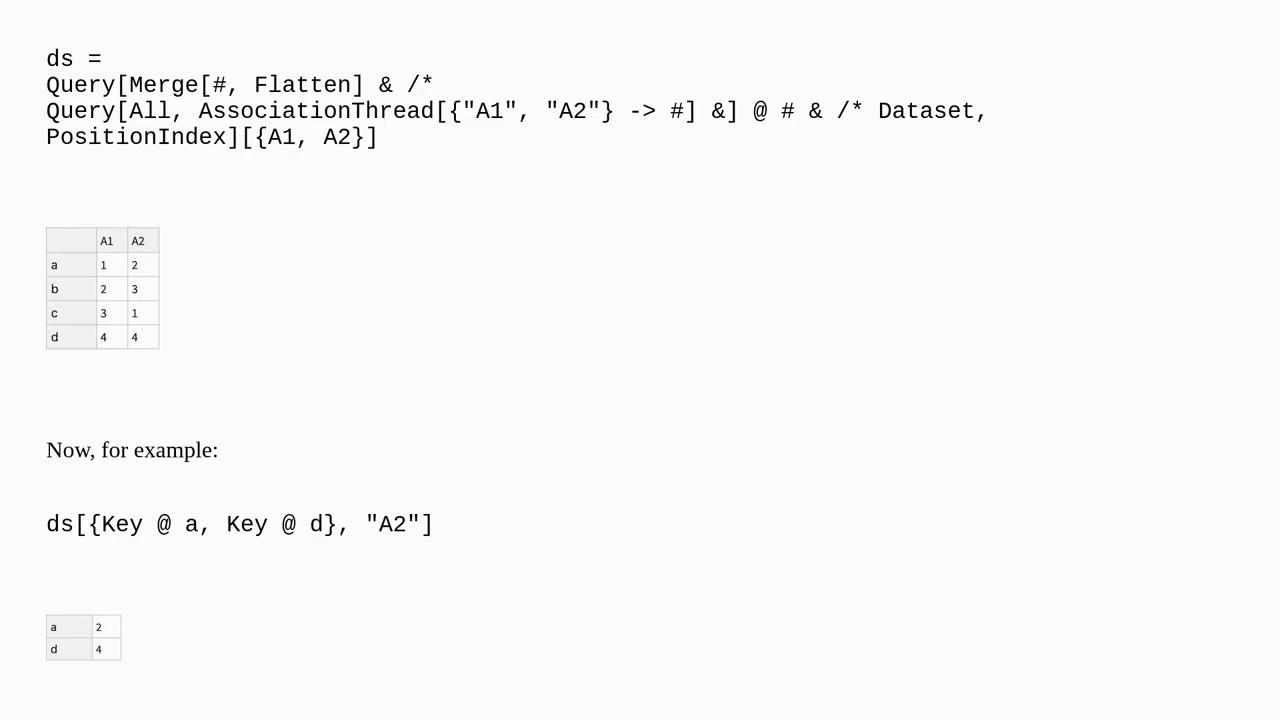 ds =
Query[Merge[#, Flatten] & /*
Query[All, AssociationThread[{"A1", "A2"} -> #] &] @ # & /* Dataset,
PositionIndex][{A1, A2}]
A1 A2
a 1 2
b 2 3
c 3 1
d 4 4
Now, for example:
ds[{Key @ a, Key @ d}, "A2"]
a 2
d 4